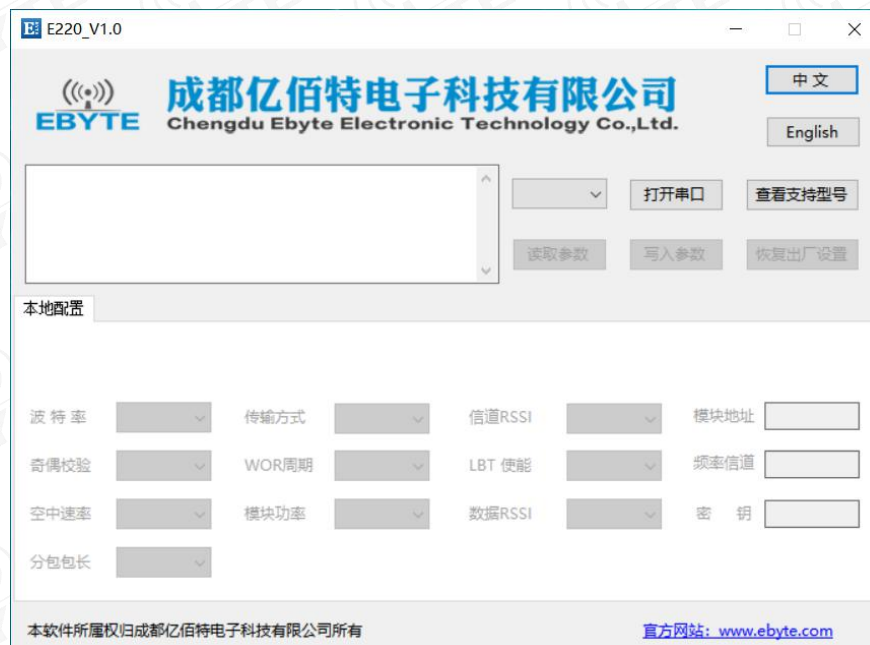 E220_V1.0
EBYTE
成都亿佰特电子科技有限公司
Chengdu Ebyte Electronic Technology Co.,Ltd.
中文
English
打开串口
查看支持型号
读取参数
写入参数
恢复出厂设置
本地配置
波特率
传输方式
信道RSSI
模块地址
奇偶校验
WOR周期
LBT 使能
频率信道
空中速率
模块功率
数据RSSI
密 钥
分包包长
本软件所属权归成都亿佰特电子科技有限公司所有
官方网站：www.ebyte.com